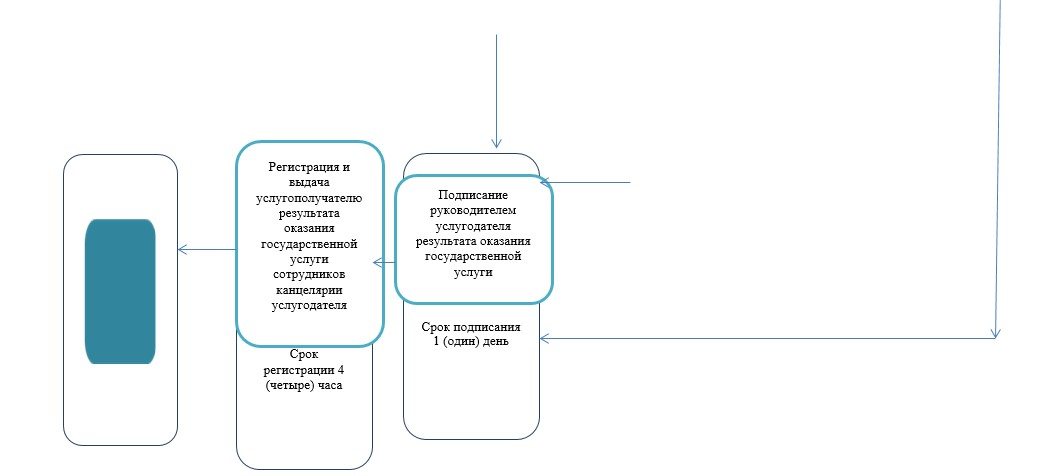 Регистрация и
выдача
услугополучателю
результата
оказания
государственной
услуги
сотрудников
канцелярии
услугодателя
Срок
регистрации 4
(четыре) часа
Подписание
руководителем
услугодателя
результата оказания
государственной
услуги
Срок подписания
1 (один) день